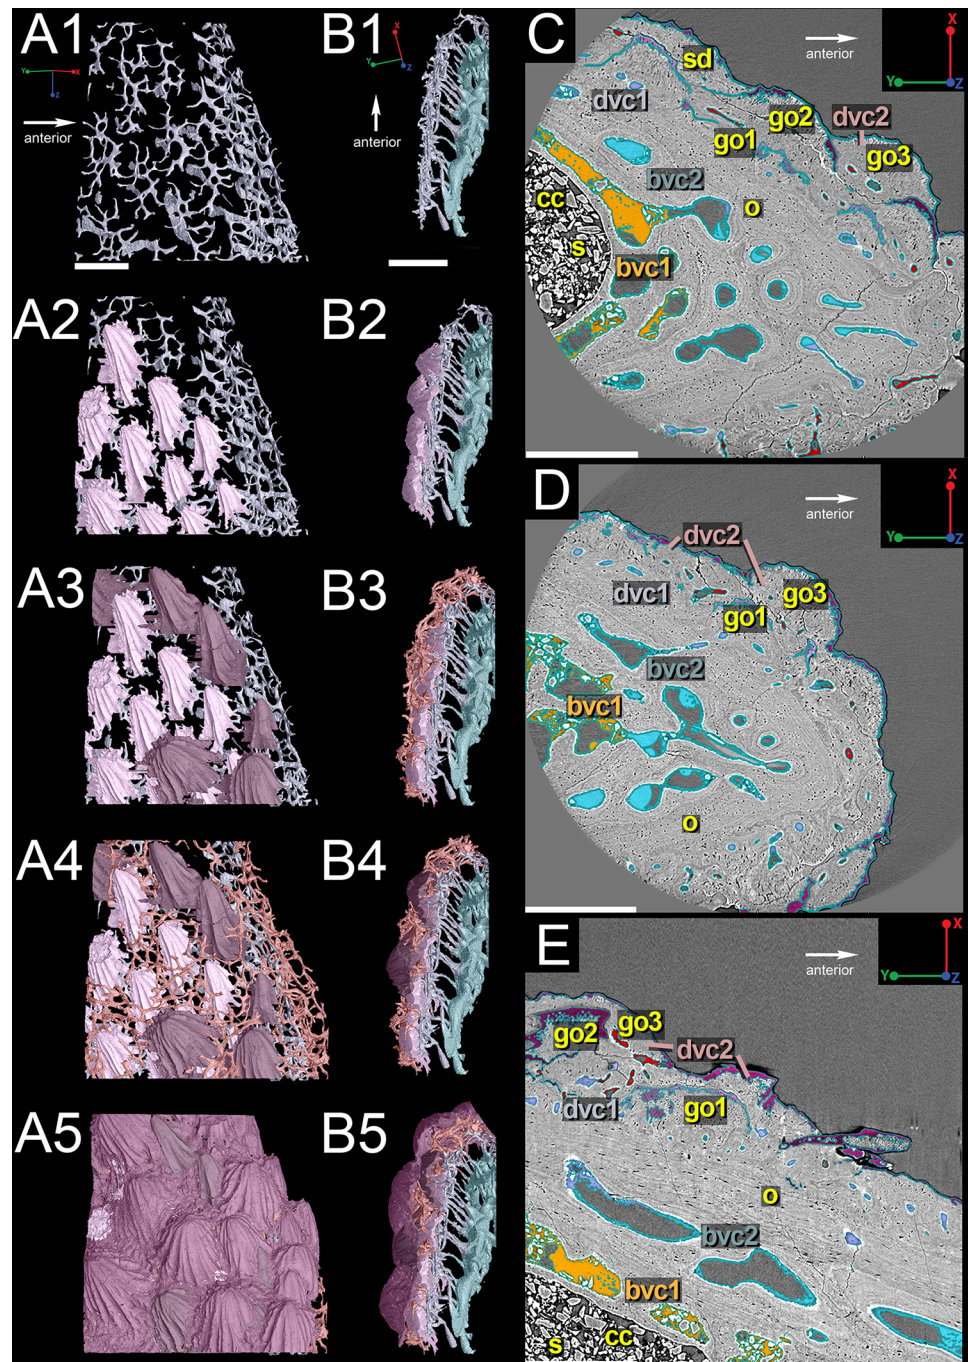 A1
Y
X
Z
anterior
B1
X
Y
Z
anterior
A2
B2
A3
B3
A4
B4
A5
B5
C
anterior
X
Y
Z
sd
dvc1
go2
dvc2
go1
go3
bvc2
cc
o
s
bvc1
D
anterior
X
Y
Z
dvc2
dvc1
go3
go1
bvc2
bvc1
o
E
anterior
X
Y
Z
go2
go3
dvc2
dvc1
go1
o
bvc2
bvc1
s
cc